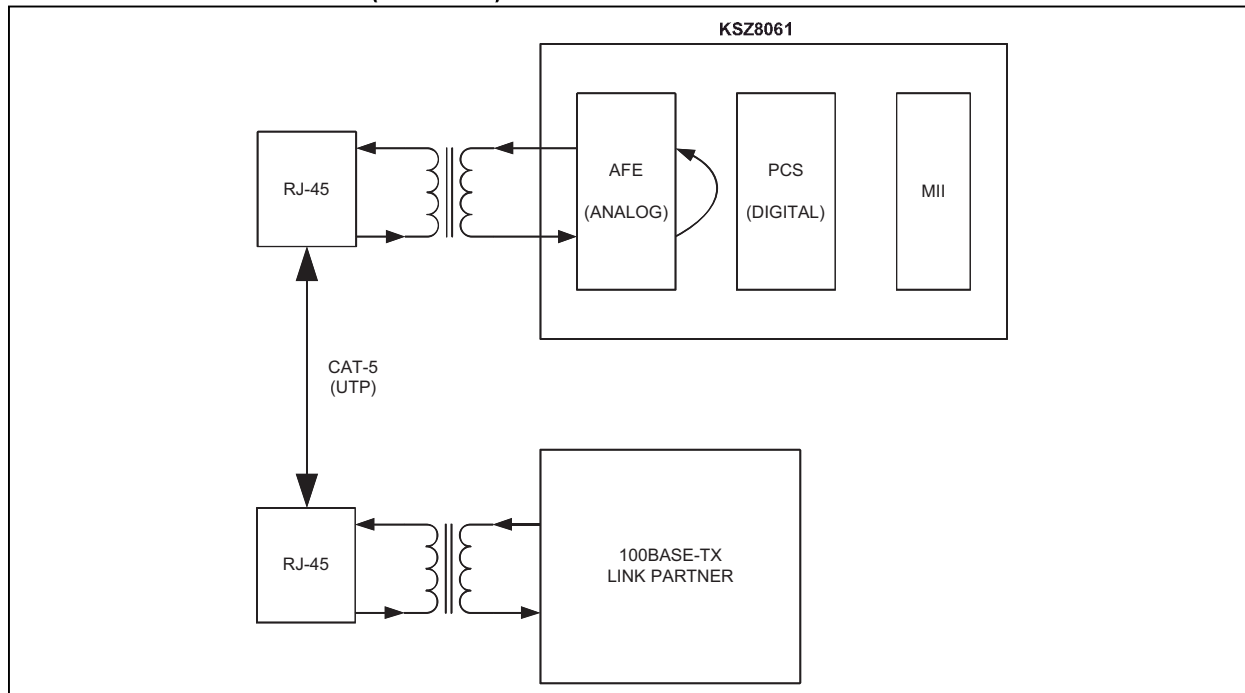 KSZ8061
RJ-45
AFE
(ANALOG)
PCS
(DIGITAL)
MII
CAT-5
(UTP)
RJ-45
100BASE-TX
LINK PARTNER